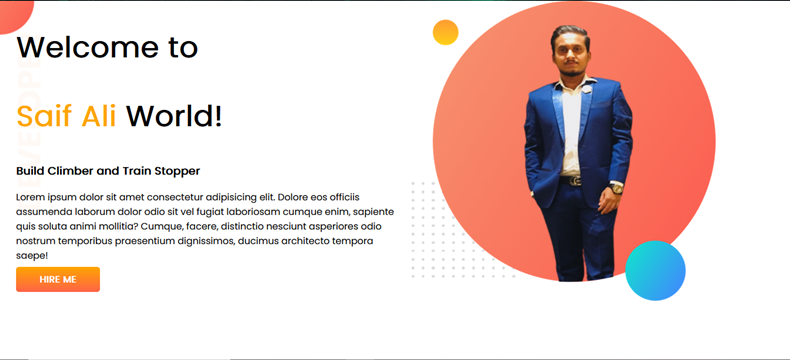 Welcome to
Saif Ali World!
Build Climber and Train Stopper
Lorem ipsum dolor sit amet consectetur adipisicing elit. Dolore eos officiis
assumenda laborum dolor odio sit vel fugiat laboriosam cumque enim, sapiente
quis soluta animi mollitia? Cumque, facere, distinctio nesciunt asperiores odio
nostrum temporibus praesentium dignissimos, ducimus architecto tempora
saepe!
HIRE ME